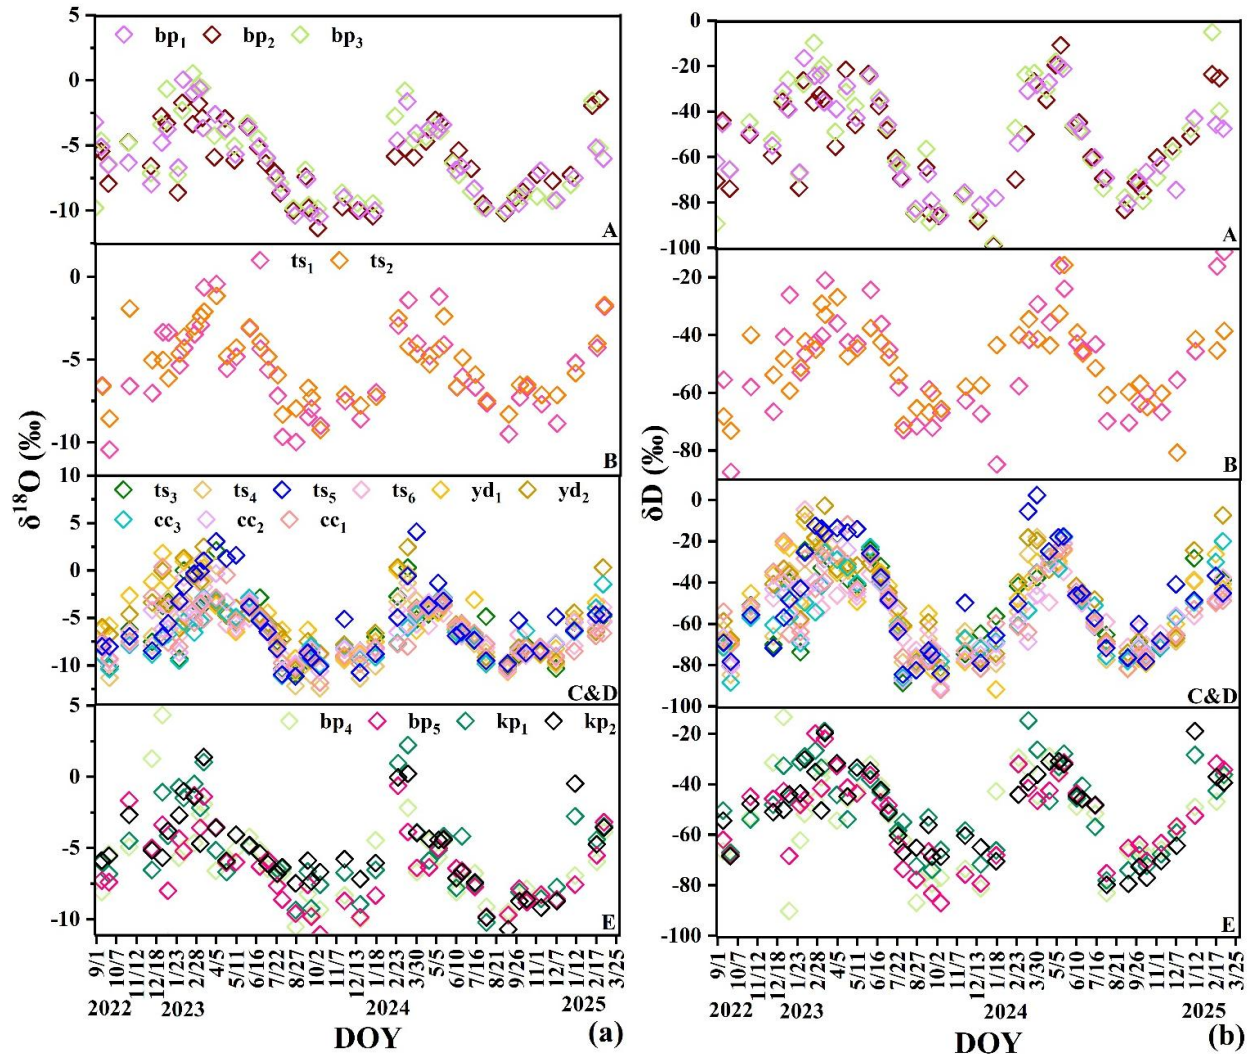 5
bp1 bp2 bp3
0
-5
-10
A
ts1 ts2
0
-5
-10
B
10
ts3 ts4 ts5 ts6 yd1 yd2
cc3 cc2 cc1
5
0
-5
-10
C&D
5
bp4 bp5 kp1 kp2
0
-5
-10
E
δ18O (‰)
9/1 10/7 11/12 12/18 1/23 2/28 4/5 5/11 6/16 7/22 8/27 10/2 11/7 12/13 1/18 2/23 3/30 5/5 6/10 7/16 8/21 9/26 11/1 12/7 1/12 2/17 3/25
2022 2023 2024 2025
DOY
(a)
0
-20
-40
-60
-80
-100
A
-20
-40
-60
-80
B
0
-20
-40
-60
-80
-100
C&D
-20
-40
-60
-80
-100
E
δD (‰)
9/1 10/7 11/12 12/18 1/23 2/28 4/5 5/11 6/16 7/22 8/27 10/2 11/7 12/13 1/18 2/23 3/30 5/5 6/10 7/16 8/21 9/26 11/1 12/7 1/12 2/17 3/25
2022 2023 2024 2025
DOY
(b)